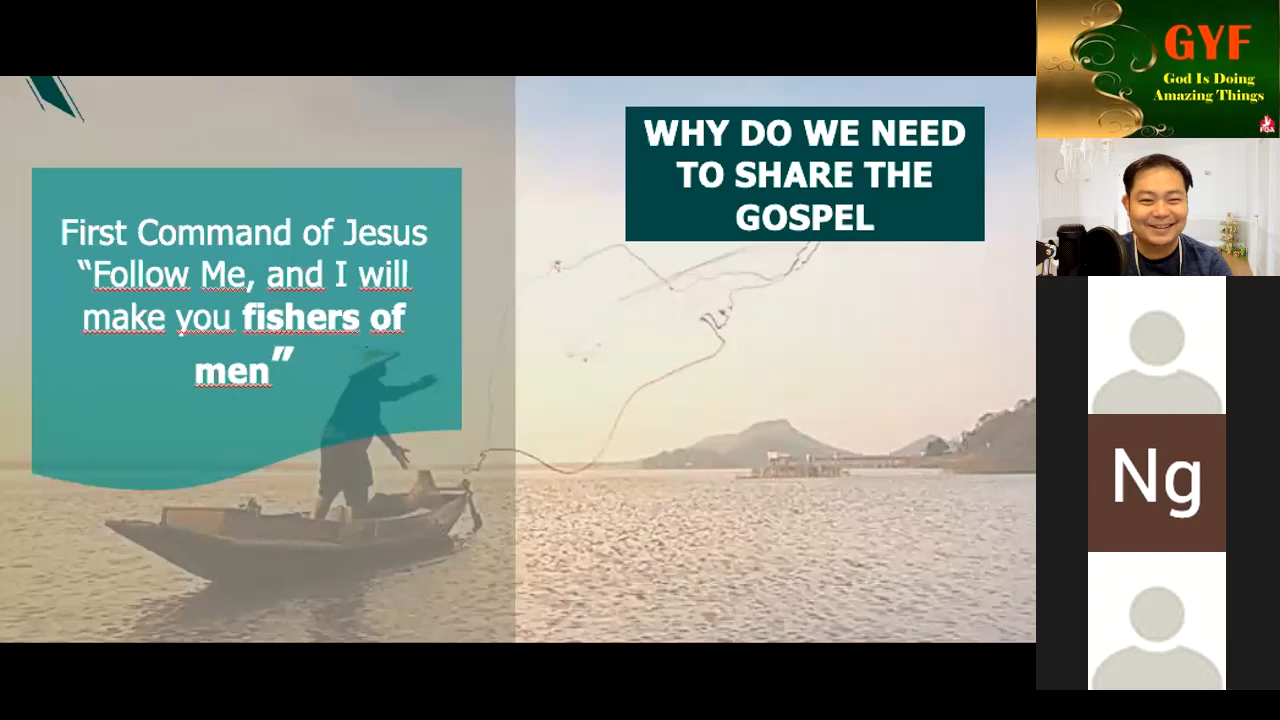 First Command of Jesus
“Follow Me, and I will
make you fishers of
men”
WHY DO WE NEED
TO SHARE THE
GOSPEL
GYF
God Is Doing
Amazing Things
FGA
Ng